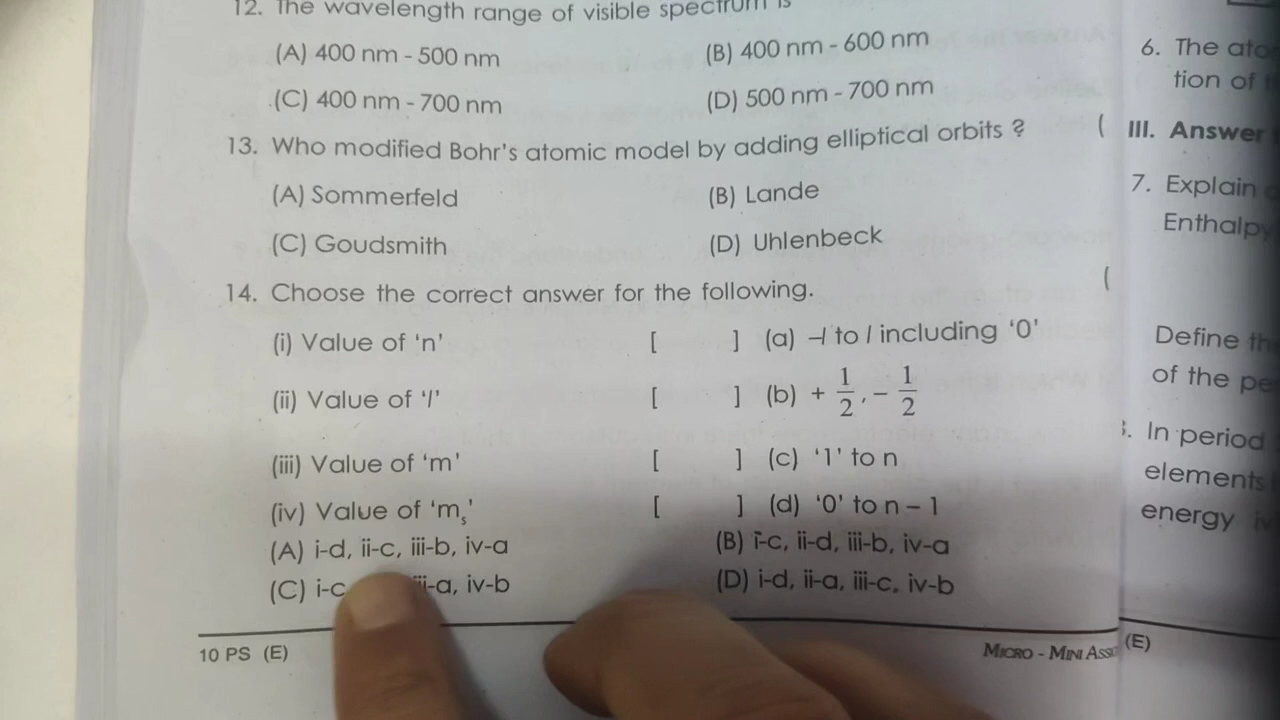 12. The wavelength range of visible spectrum is
(A) 400 nm - 500 nm (B) 400 nm - 600 nm
(C) 400 nm - 700 nm (D) 500 nm - 700 nm
13. Who modified Bohr's atomic model by adding elliptical orbits ? (
(A) Sommerfeld (B) Lande
(C) Goudsmith (D) Uhlenbeck
14. Choose the correct answer for the following. (
(i) Value of 'n' [ ] (a) –l to l including '0'
(ii) Value of 'l' [ ] (b) + 1/2, – 1/2
(iii) Value of 'm' [ ] (c) '1' to n
(iv) Value of 'mₛ' [ ] (d) '0' to n – 1
(A) i-d, ii-c, iii-b, iv-a (B) i-c, ii-d, iii-b, iv-a
(C) i-c -a, iv-b (D) i-d, ii-a, iii-c, iv-b
10 PS (E) MICRO - MINI
6. The
tion of
III. Answer
7. Explain
Enthalpy
Define
of the
In period
elements
energy
(E)